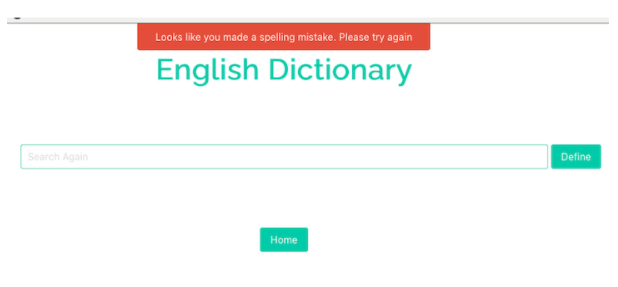 Looks like you made a spelling mistake. Please try again
English Dictionary
Search Again
Define
Home